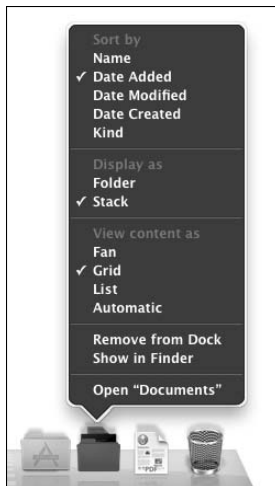 Sort by
Name
✓ Date Added
Date Modified
Date Created
Kind
Display as
Folder
✓ Stack
View content as
Fan
✓ Grid
List
Automatic
Remove from Dock
Show in Finder
Open “Documents”
PDF